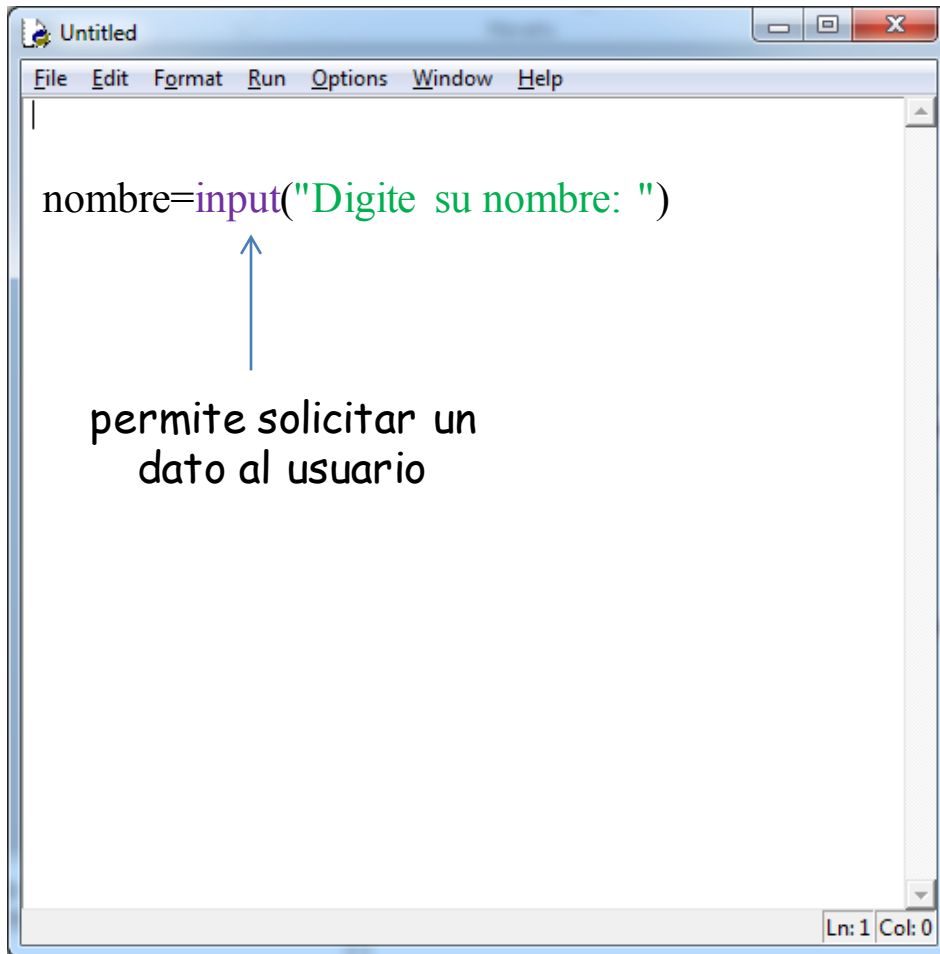 Untitled
File Edit Format Run Options Window Help
nombre=input("Digite su nombre: ")
permite solicitar un
dato al usuario
Ln: 1 Col: 0